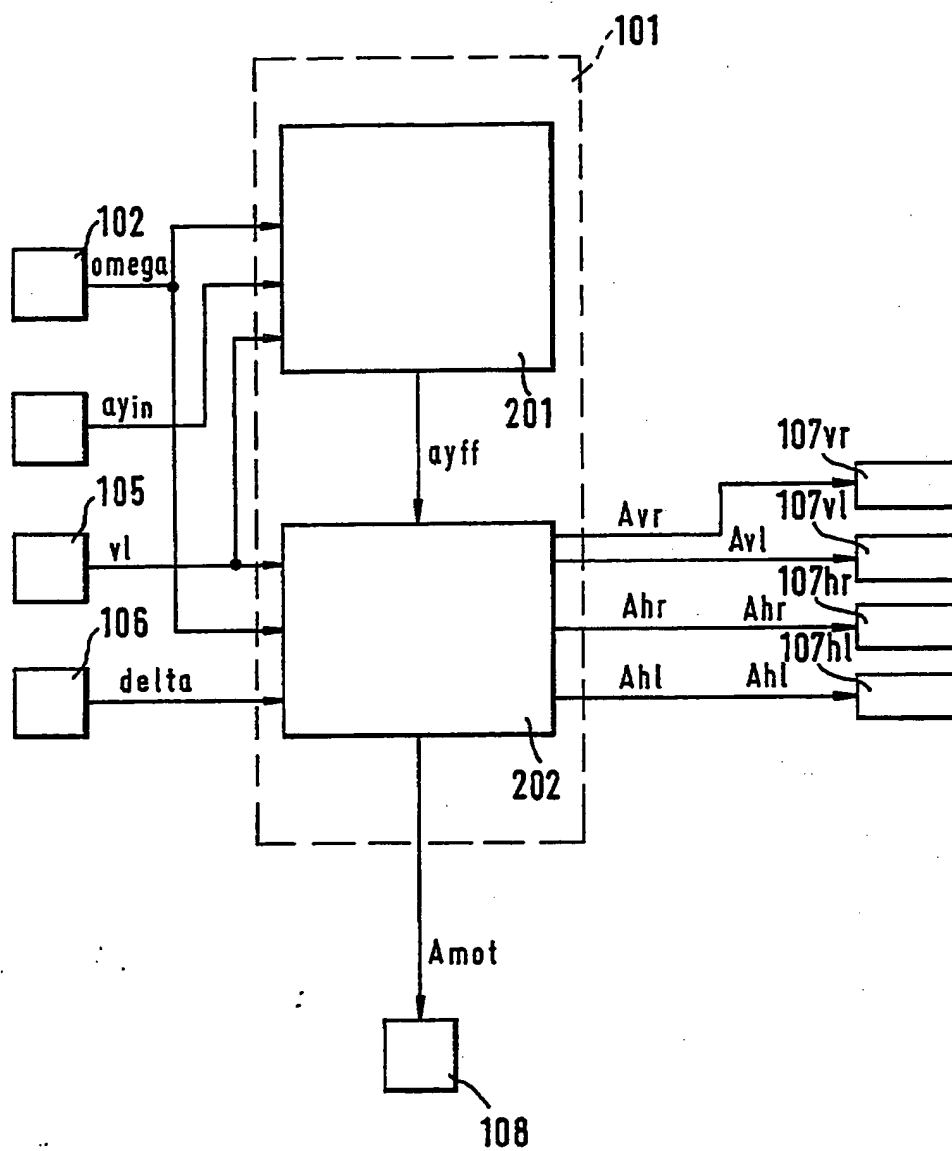 101
102
omega
ayin
201
ayff
107vr
105
Avr
107vl
vl
Avl
107hr
106
Ahr
Ahr
107hl
delta
Ahl
Ahl
202
Amot
108